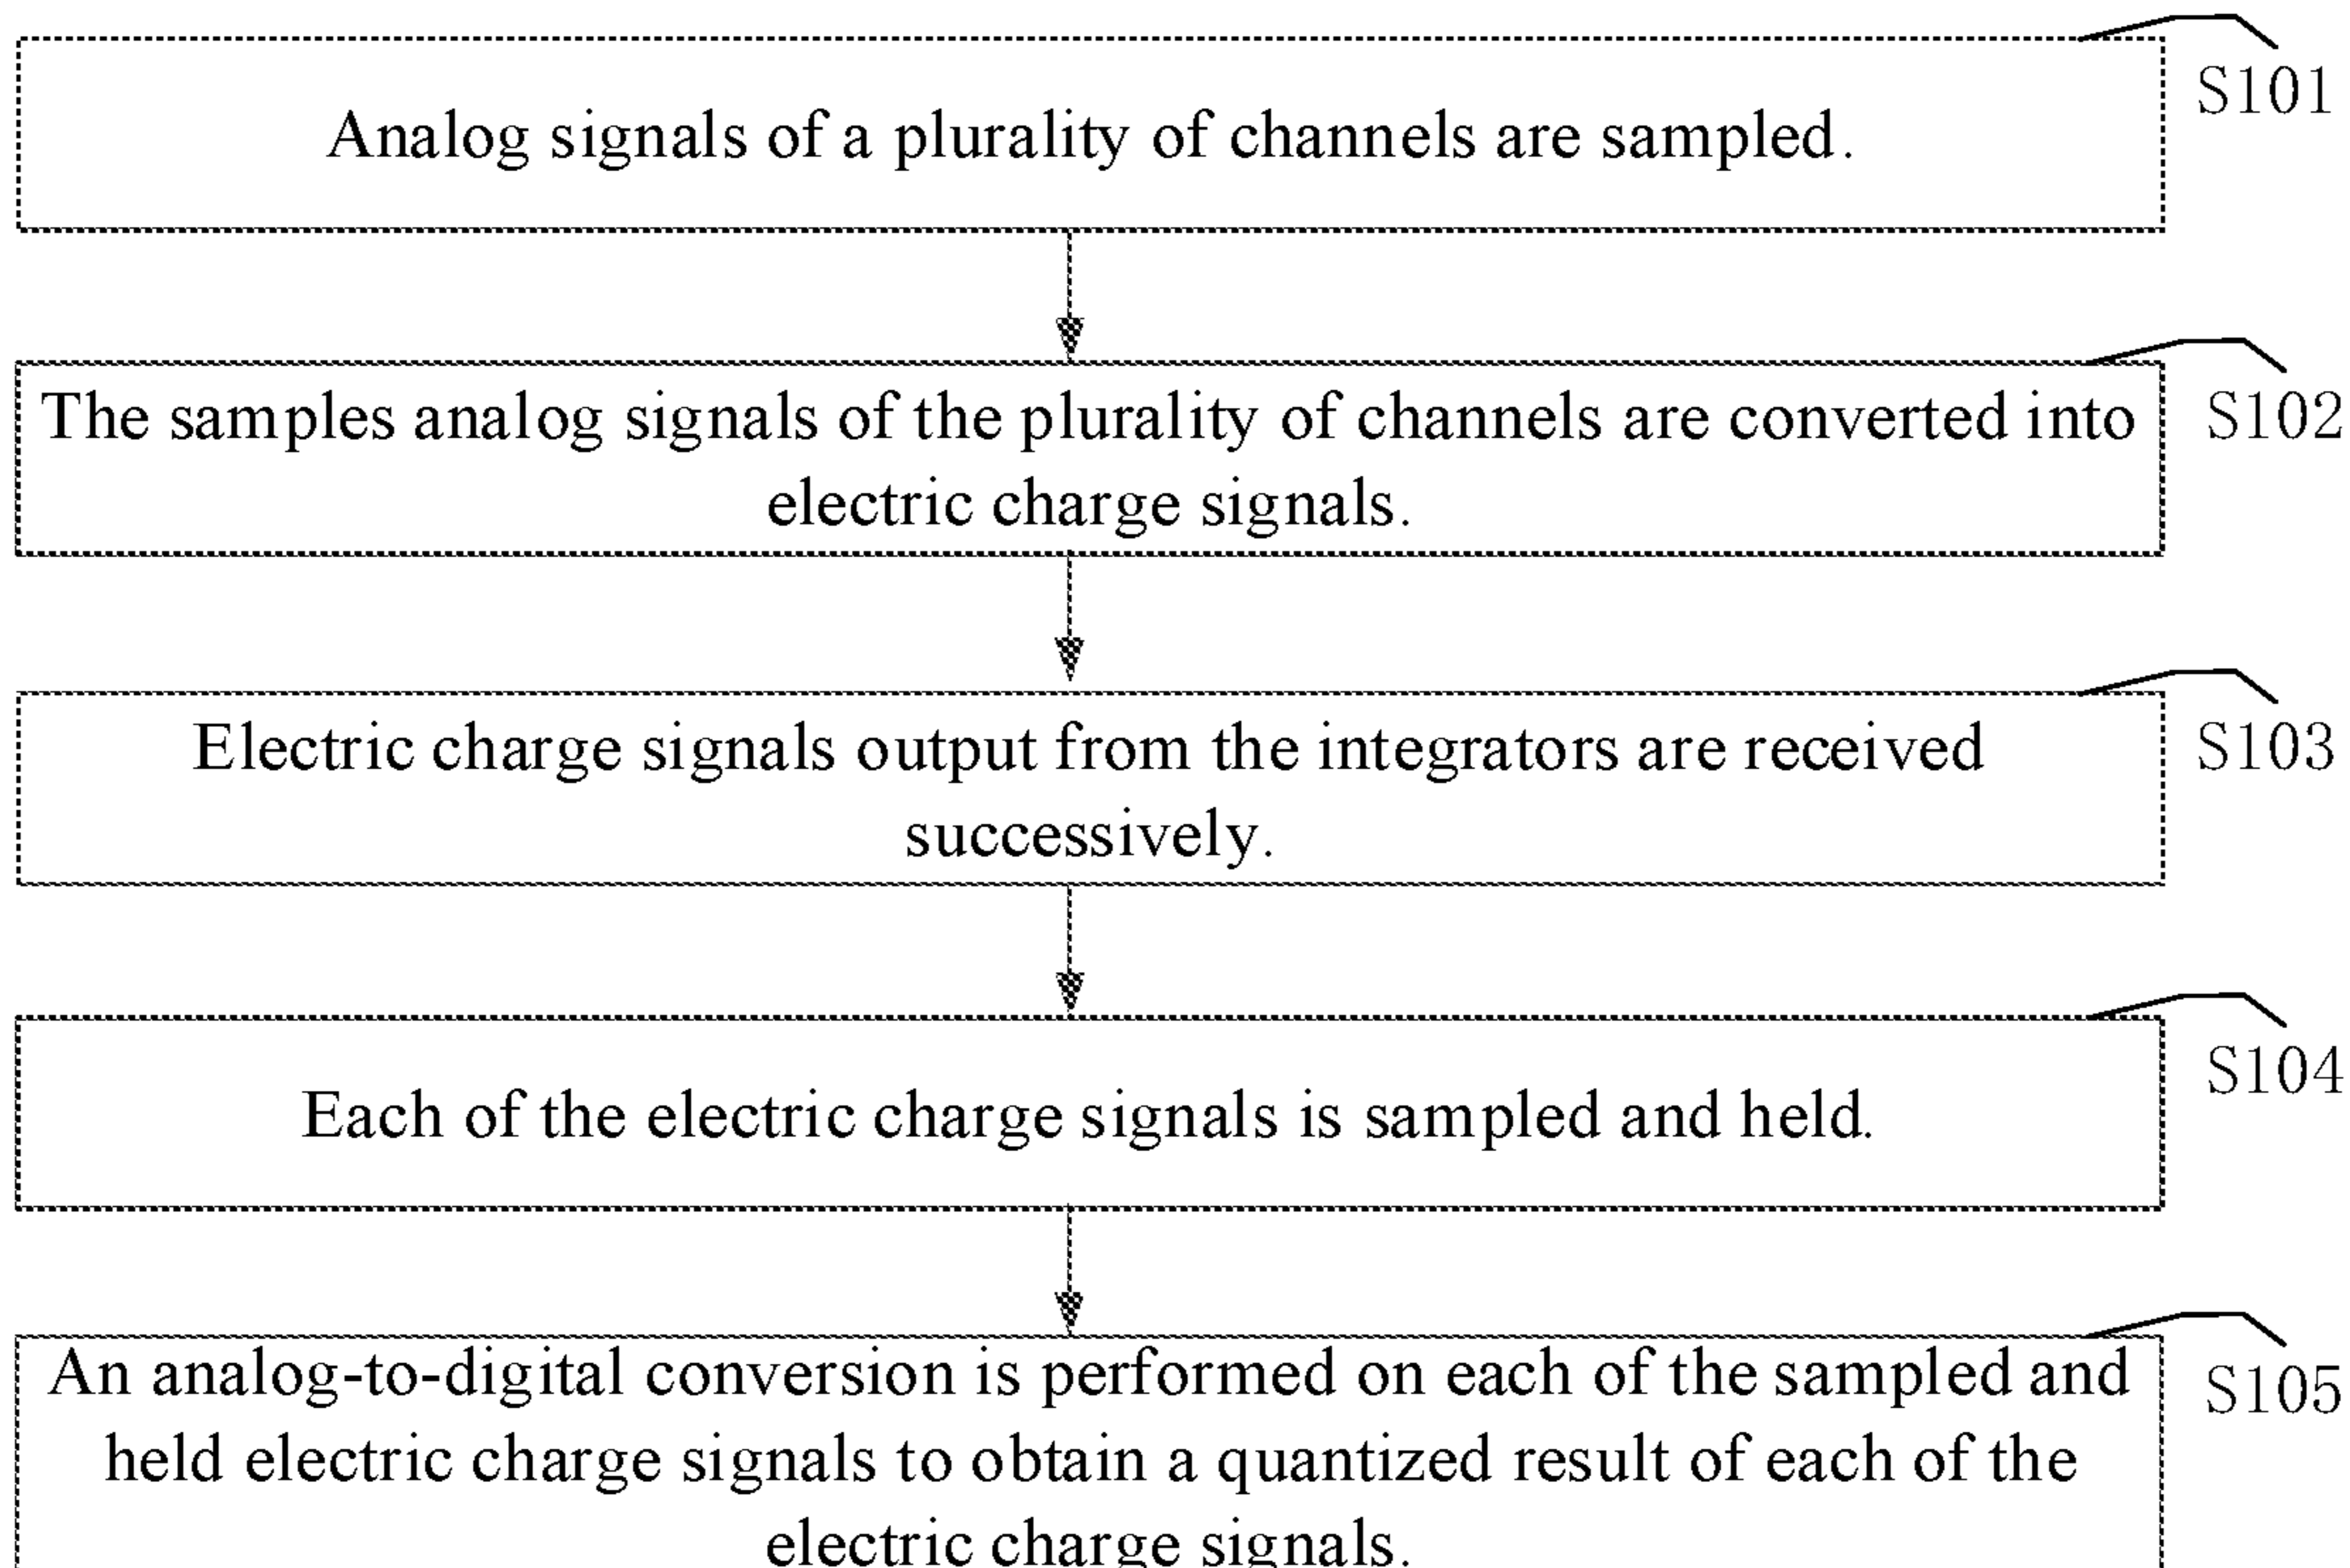 S101
Analog signals of a plurality of channels are sampled.
The samples analog signals of the plurality of channels are converted into
S102
electric charge signals.
Electric charge signals output from the integrators are received
S103
successively.
S104
Each of the electric charge signals is sampled and held.
An analog-to-digital conversion is performed on each of the sampled and
S105
held electric charge signals to obtain a quantized result of each of the
electric charge signals.